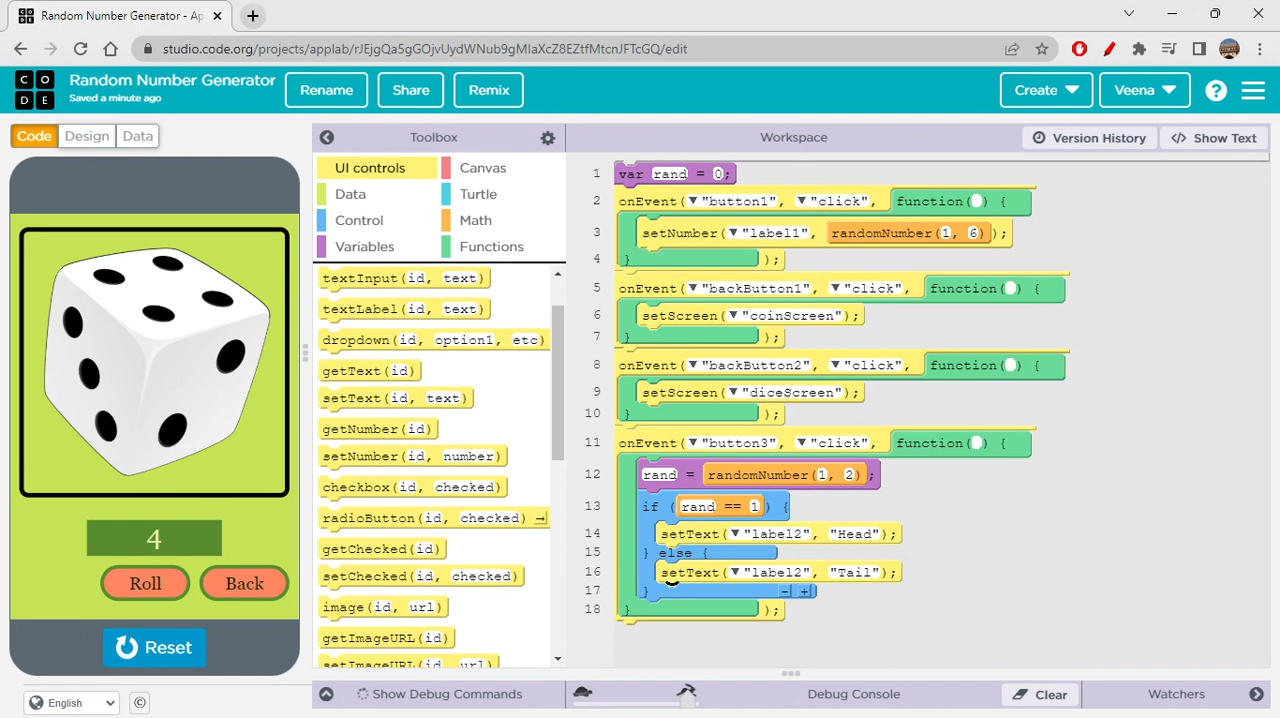 Random Number Generator - Ap
studio.code.org/projects/applab/rJEjgQa5gGOjvUydWNub9gMIaXcZ8EZtfMtcnJFTcGQ/edit
C O
D E
Random Number Generator
Saved a minute ago
Rename
Share
Remix
Create
Veena
?
Code
Design
Data
Toolbox
Workspace
Version History
</> Show Text
UI controls
Canvas
Data
Turtle
Control
Math
Variables
Functions
textInput(id, text)
textLabel(id, text)
dropdown(id, option1, etc)
getText(id)
setText(id, text)
getNumber(id)
setNumber(id, number)
checkbox(id, checked)
radioButton(id, checked)
getChecked(id)
setChecked(id, checked)
image(id, url)
getImageURL(id)
setImageURL(id, url)
1 var rand = 0;
2 onEvent("button1", "click", function() {
3 setNumber("label1", randomNumber(1, 6));
4 } );
5 onEvent("backButton1", "click", function() {
6 setScreen("coinScreen");
7 } );
8 onEvent("backButton2", "click", function() {
9 setScreen("diceScreen");
10 } );
11 onEvent("button3", "click", function() {
12 rand = randomNumber(1, 2);
13 if (rand == 1) {
14 setText("label2", "Head");
15 } else {
16 setText("label2", "Tail");
17 } - +
18 } );
4
Roll
Back
Reset
English
©
Show Debug Commands
Debug Console
Clear
Watchers